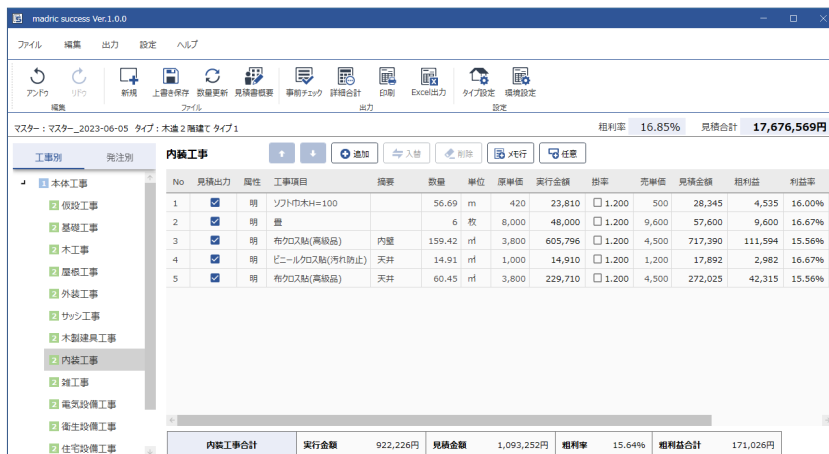 madric success Ver.1.0.0
ファイル 編集 出力 設定 ヘルプ
アンドウ リドウ 新規 上書き保存 数量更新 見積書概要 事前チェック 詳細合計 印刷 Excel出力 タイプ設定 環境設定
編集 ファイル 出力 設定
マスター：マスター_2023-06-05 タイプ：木造２階建て タイプ１ 粗利率 16.85% 見積合計 17,676,569円
工事別 発注別 内装工事 追加 入替 削除 メモ行 任意
No 見積出力 属性 工事項目 摘要 数量 単位 原単価 実行金額 掛率 売単価 見積金額 粗利益 利益率
1 明 ソフト巾木H=100 56.69 m 420 23,810 1.200 500 28,345 4,535 16.00%
2 明 畳 6 枚 8,000 48,000 1.200 9,600 57,600 9,600 16.67%
3 明 布クロス貼(高級品) 内壁 159.42 ㎡ 3,800 605,796 1.200 4,500 717,390 111,594 15.56%
4 明 ビニールクロス貼(汚れ防止) 天井 14.91 ㎡ 1,000 14,910 1.200 1,200 17,892 2,982 16.67%
5 明 布クロス貼(高級品) 天井 60.45 ㎡ 3,800 229,710 1.200 4,500 272,025 42,315 15.56%
1 本体工事
2 仮設工事
2 基礎工事
2 木工事
2 屋根工事
2 外装工事
2 サッシ工事
2 木製建具工事
2 内装工事
2 雑工事
2 電気設備工事
2 衛生設備工事
2 住宅設備工事
内装工事合計 実行金額 922,226円 見積金額 1,093,252円 粗利率 15.64% 粗利益合計 171,026円